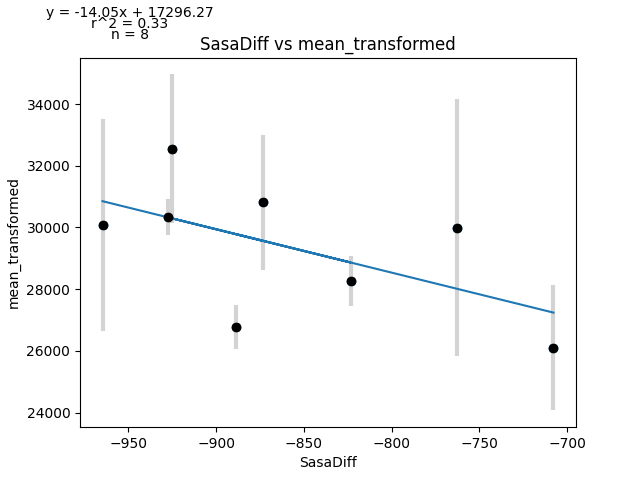 y = -14.05x + 17296.27
r^2 = 0.33
n = 8
SasaDiff vs mean_transformed
34000
32000
30000
28000
26000
24000
mean_transformed
−950
−900
−850
−800
−750
−700
SasaDiff